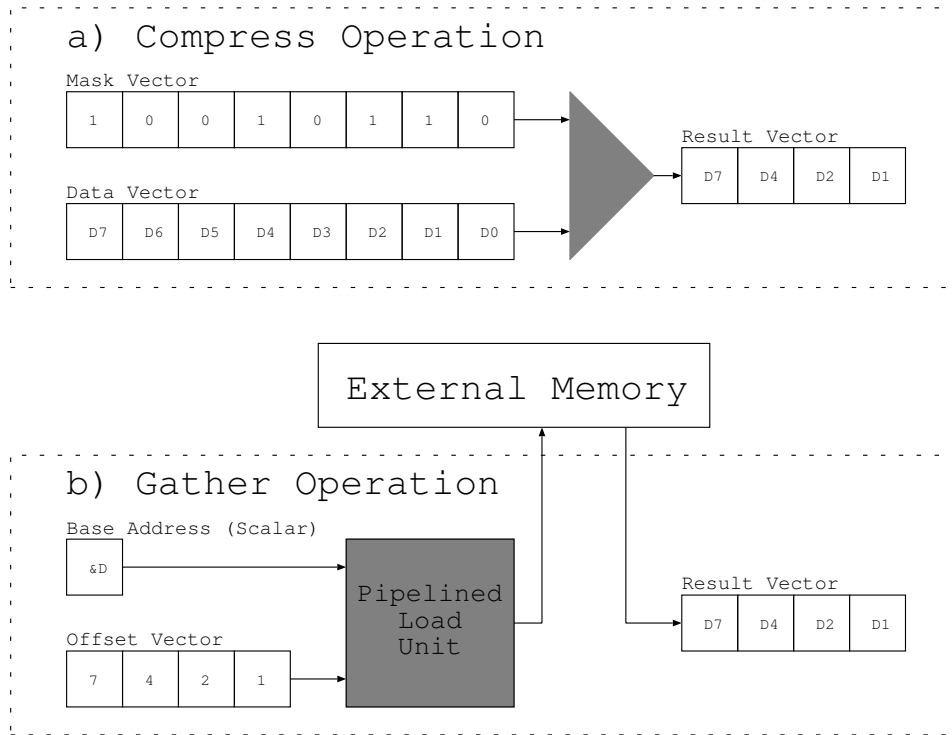 a) Compress Operation
Mask Vector
1 0 0 1 0 1 1 0
Result Vector
D7 D4 D2 D1
Data Vector
D7 D6 D5 D4 D3 D2 D1 D0
External Memory
b) Gather Operation
Base Address (Scalar)
&D
Pipelined
Load
Unit
Result Vector
D7 D4 D2 D1
Offset Vector
7 4 2 1